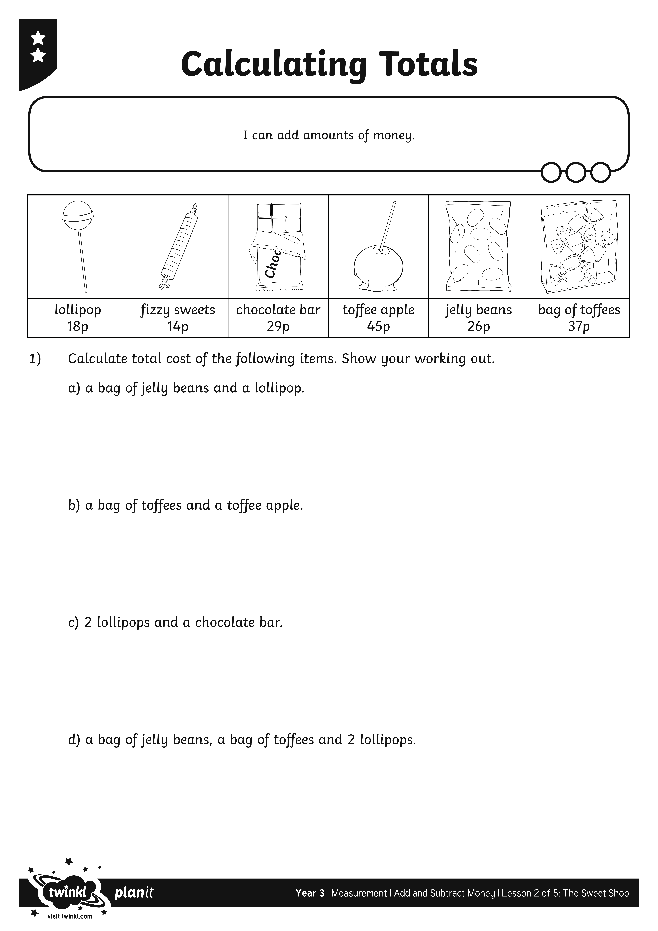 Calculating Totals
I can add amounts of money.
Choc
lollipop
18p
fizzy sweets
14p
chocolate bar
29p
toffee apple
45p
jelly beans
26p
bag of toffees
37p
1) Calculate total cost of the following items. Show your working out.
a) a bag of jelly beans and a lollipop.
b) a bag of toffees and a toffee apple.
c) 2 lollipops and a chocolate bar.
d) a bag of jelly beans, a bag of toffees and 2 lollipops.
twinkl planit
visit twinkl.com
Year 3 Measurement | Add and Subtract Money | Lesson 2 of 5: The Sweet Shop